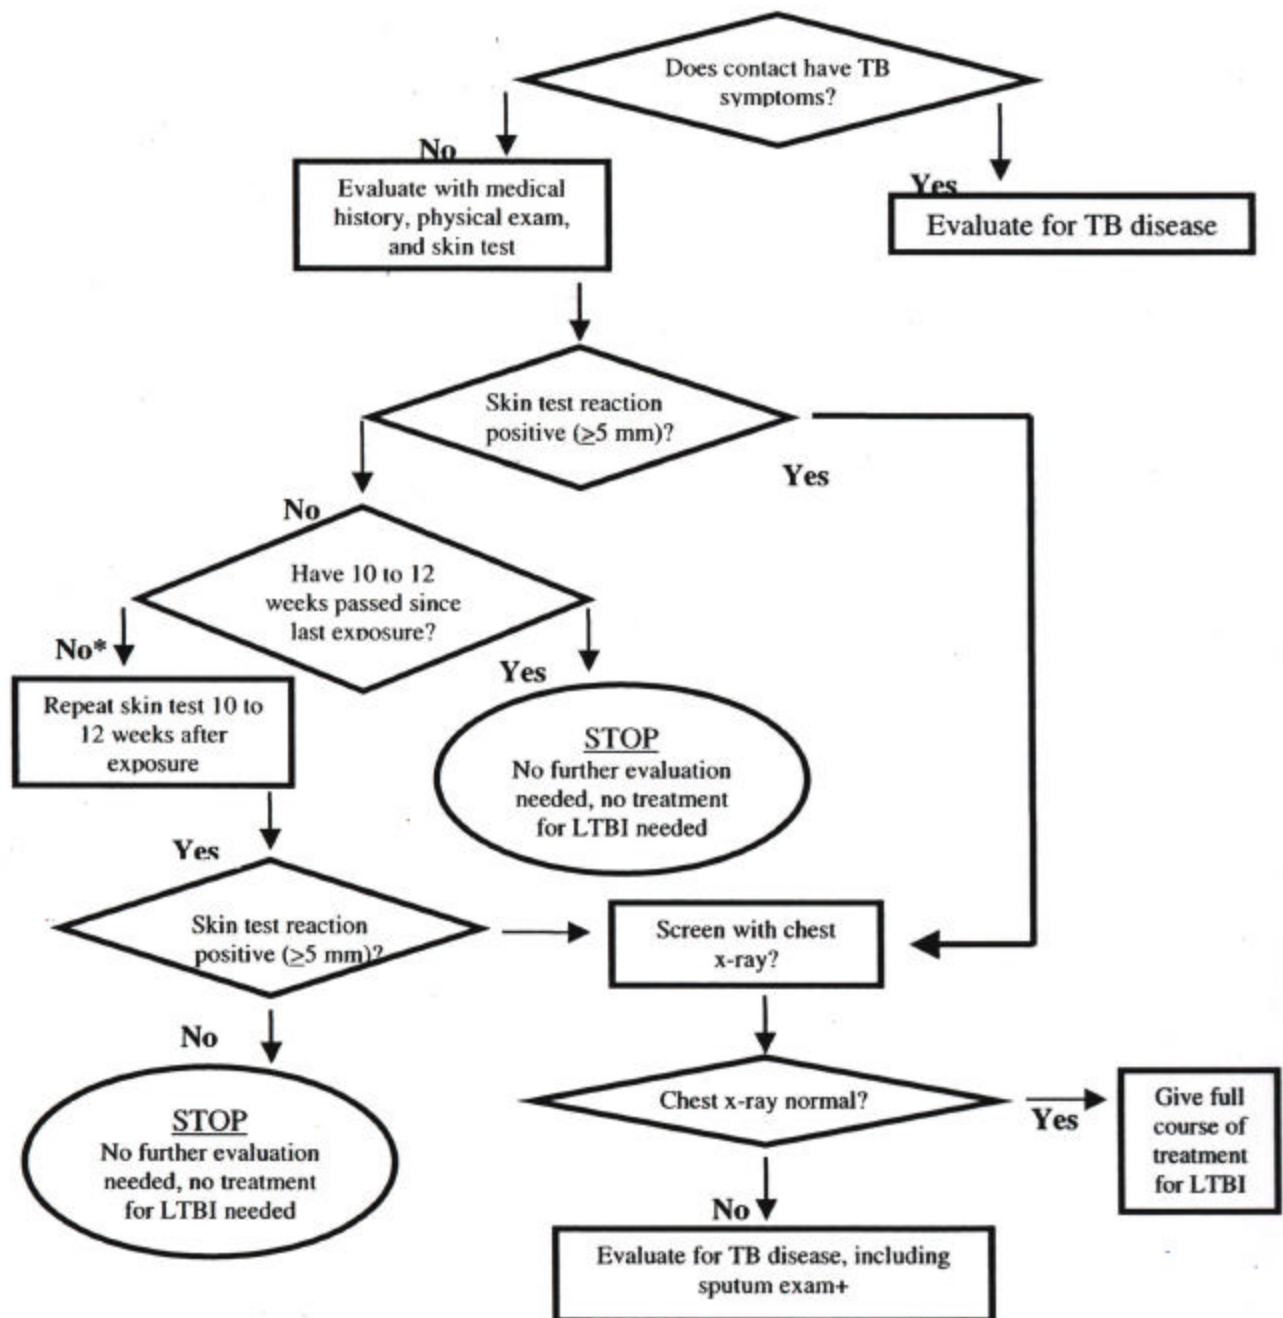 Does contact have TB
symptoms?
No
Yes
Evaluate with medical
history, physical exam,
and skin test
Evaluate for TB disease
Skin test reaction
positive (≥5 mm)?
Yes
No
Have 10 to 12
weeks passed since
last exposure?
No*
Yes
Repeat skin test 10 to
12 weeks after
exposure
STOP
No further evaluation
needed, no treatment
for LTBI needed
Yes
Skin test reaction
positive (≥5 mm)?
Screen with chest
x-ray?
No
STOP
No further evaluation
needed, no treatment
for LTBI needed
Chest x-ray normal?
Yes
Give full
course of
treatment
for LTBI
No
Evaluate for TB disease, including
sputum exam+